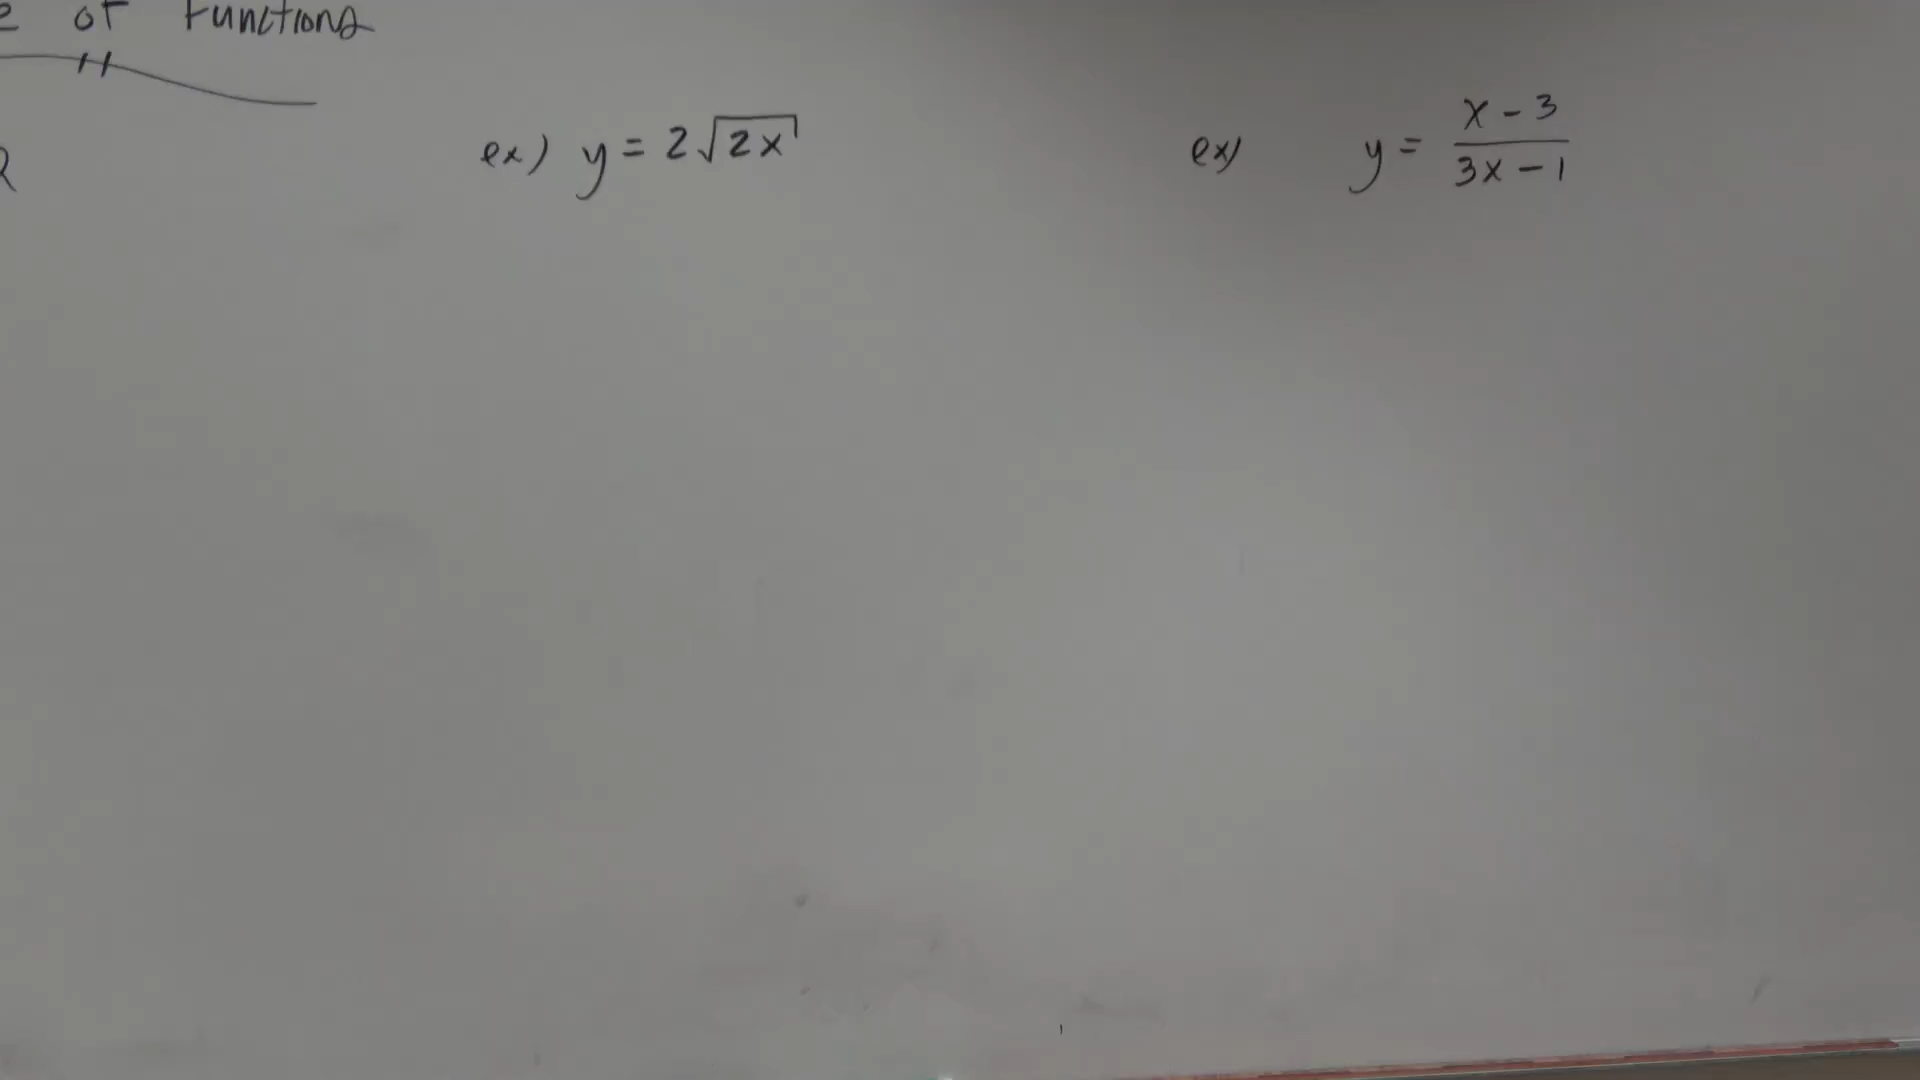 of Functions
ex) y = 2√2x
ex) y = x - 3 / 3x - 1